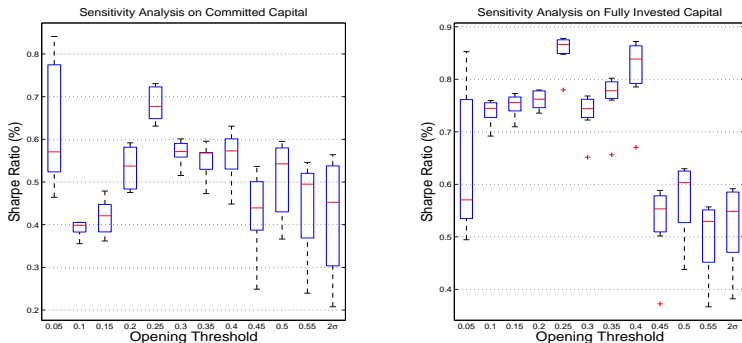 Sensitivity Analysis on Committed Capital
Sharpe Ratio (%)
0.8
0.7
0.6
0.5
0.4
0.3
0.2
0.05 0.1 0.15 0.2 0.25 0.3 0.35 0.4 0.45 0.5 0.55 2σ
Opening Threshold
Sensitivity Analysis on Fully Invested Capital
Sharpe Ratio (%)
0.9
0.8
0.7
0.6
0.5
0.4
0.05 0.1 0.15 0.2 0.25 0.3 0.35 0.4 0.45 0.5 0.55 2σ
Opening Threshold